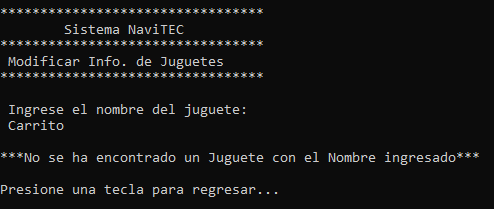 *********************************
Sistema NaviTEC
*********************************
Modificar Info. de Juguetes
*********************************
Ingrese el nombre del juguete:
Carrito
***No se ha encontrado un Juguete con el Nombre ingresado***
Presione una tecla para regresar...